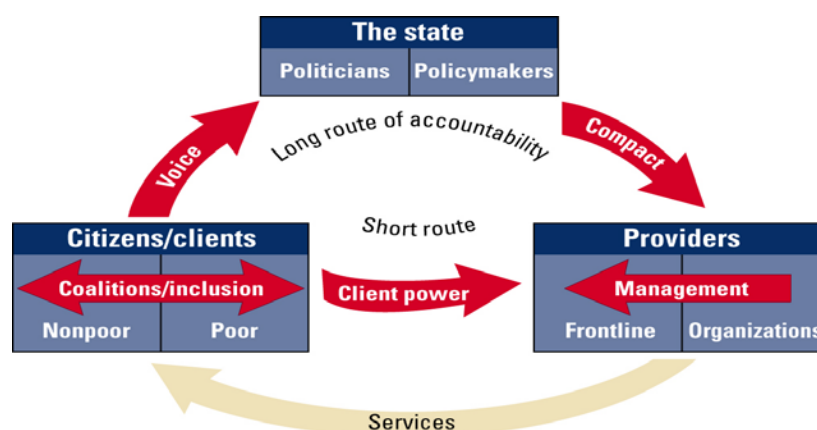 The state
Politicians
Policymakers
Long route of accountability
Voice
Compact
Short route
Citizens/clients
Coalitions/inclusion
Nonpoor
Poor
Client power
Providers
Management
Frontline
Organizations
Services